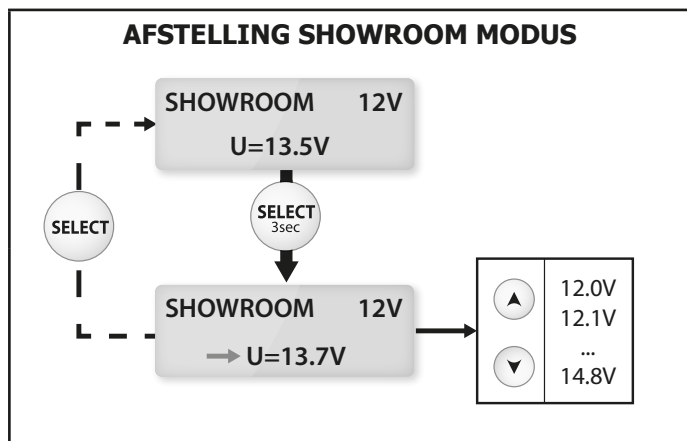 AFSTELLING SHOWROOM MODUS
SHOWROOM 12V
U=13.5V
SELECT
SELECT
3sec
SHOWROOM 12V
U=13.7V
12.0V
12.1V
...
14.8V